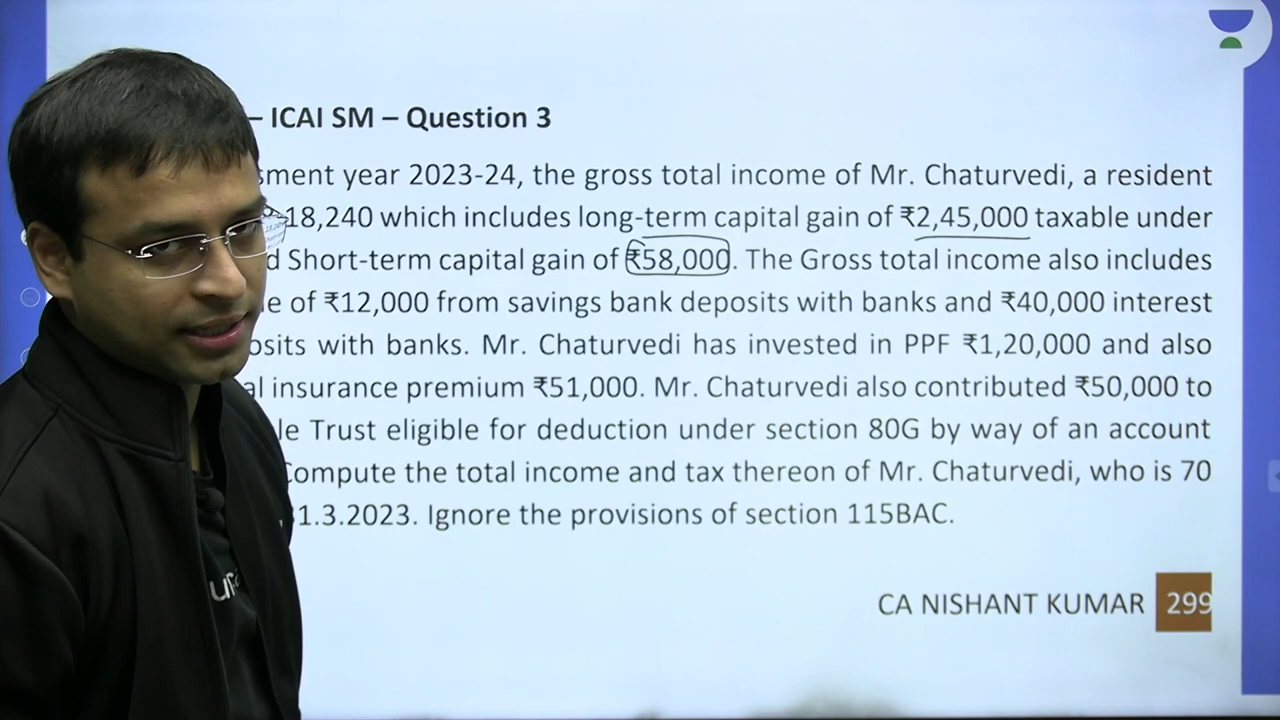 – ICAI SM – Question 3
year 2023-24, the gross total income of Mr. Chaturvedi, a resident
18,240 which includes long-term capital gain of ₹2,45,000 taxable under
Short-term capital gain of ₹58,000. The Gross total income also includes
of ₹12,000 from savings bank deposits with banks and ₹40,000 interest
with banks. Mr. Chaturvedi has invested in PPF ₹1,20,000 and also
insurance premium ₹51,000. Mr. Chaturvedi also contributed ₹50,000 to
Trust eligible for deduction under section 80G by way of an account
Compute the total income and tax thereon of Mr. Chaturvedi, who is 70
1.3.2023. Ignore the provisions of section 115BAC.
CA NISHANT KUMAR 299